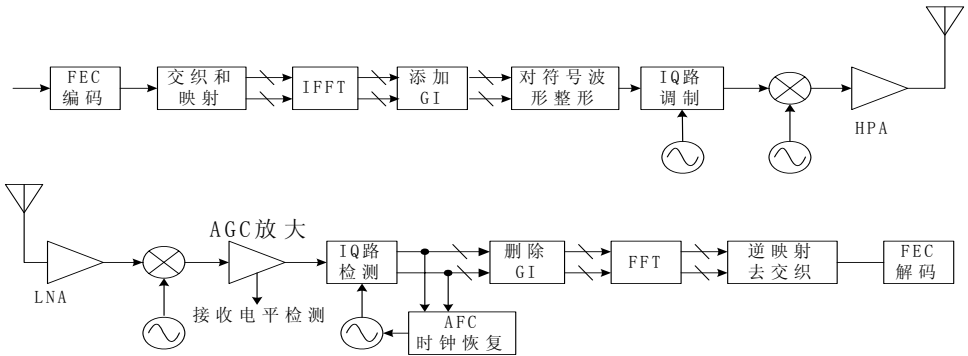 FEC
编码
交织和
映射
IFFT
添加
GI
对符号波
形整形
IQ路
调制
HPA
LNA
AGC放大
接收电平检测
IQ路
检测
AFC
时钟恢复
删除
GI
FFT
逆映射
去交织
FEC
解码